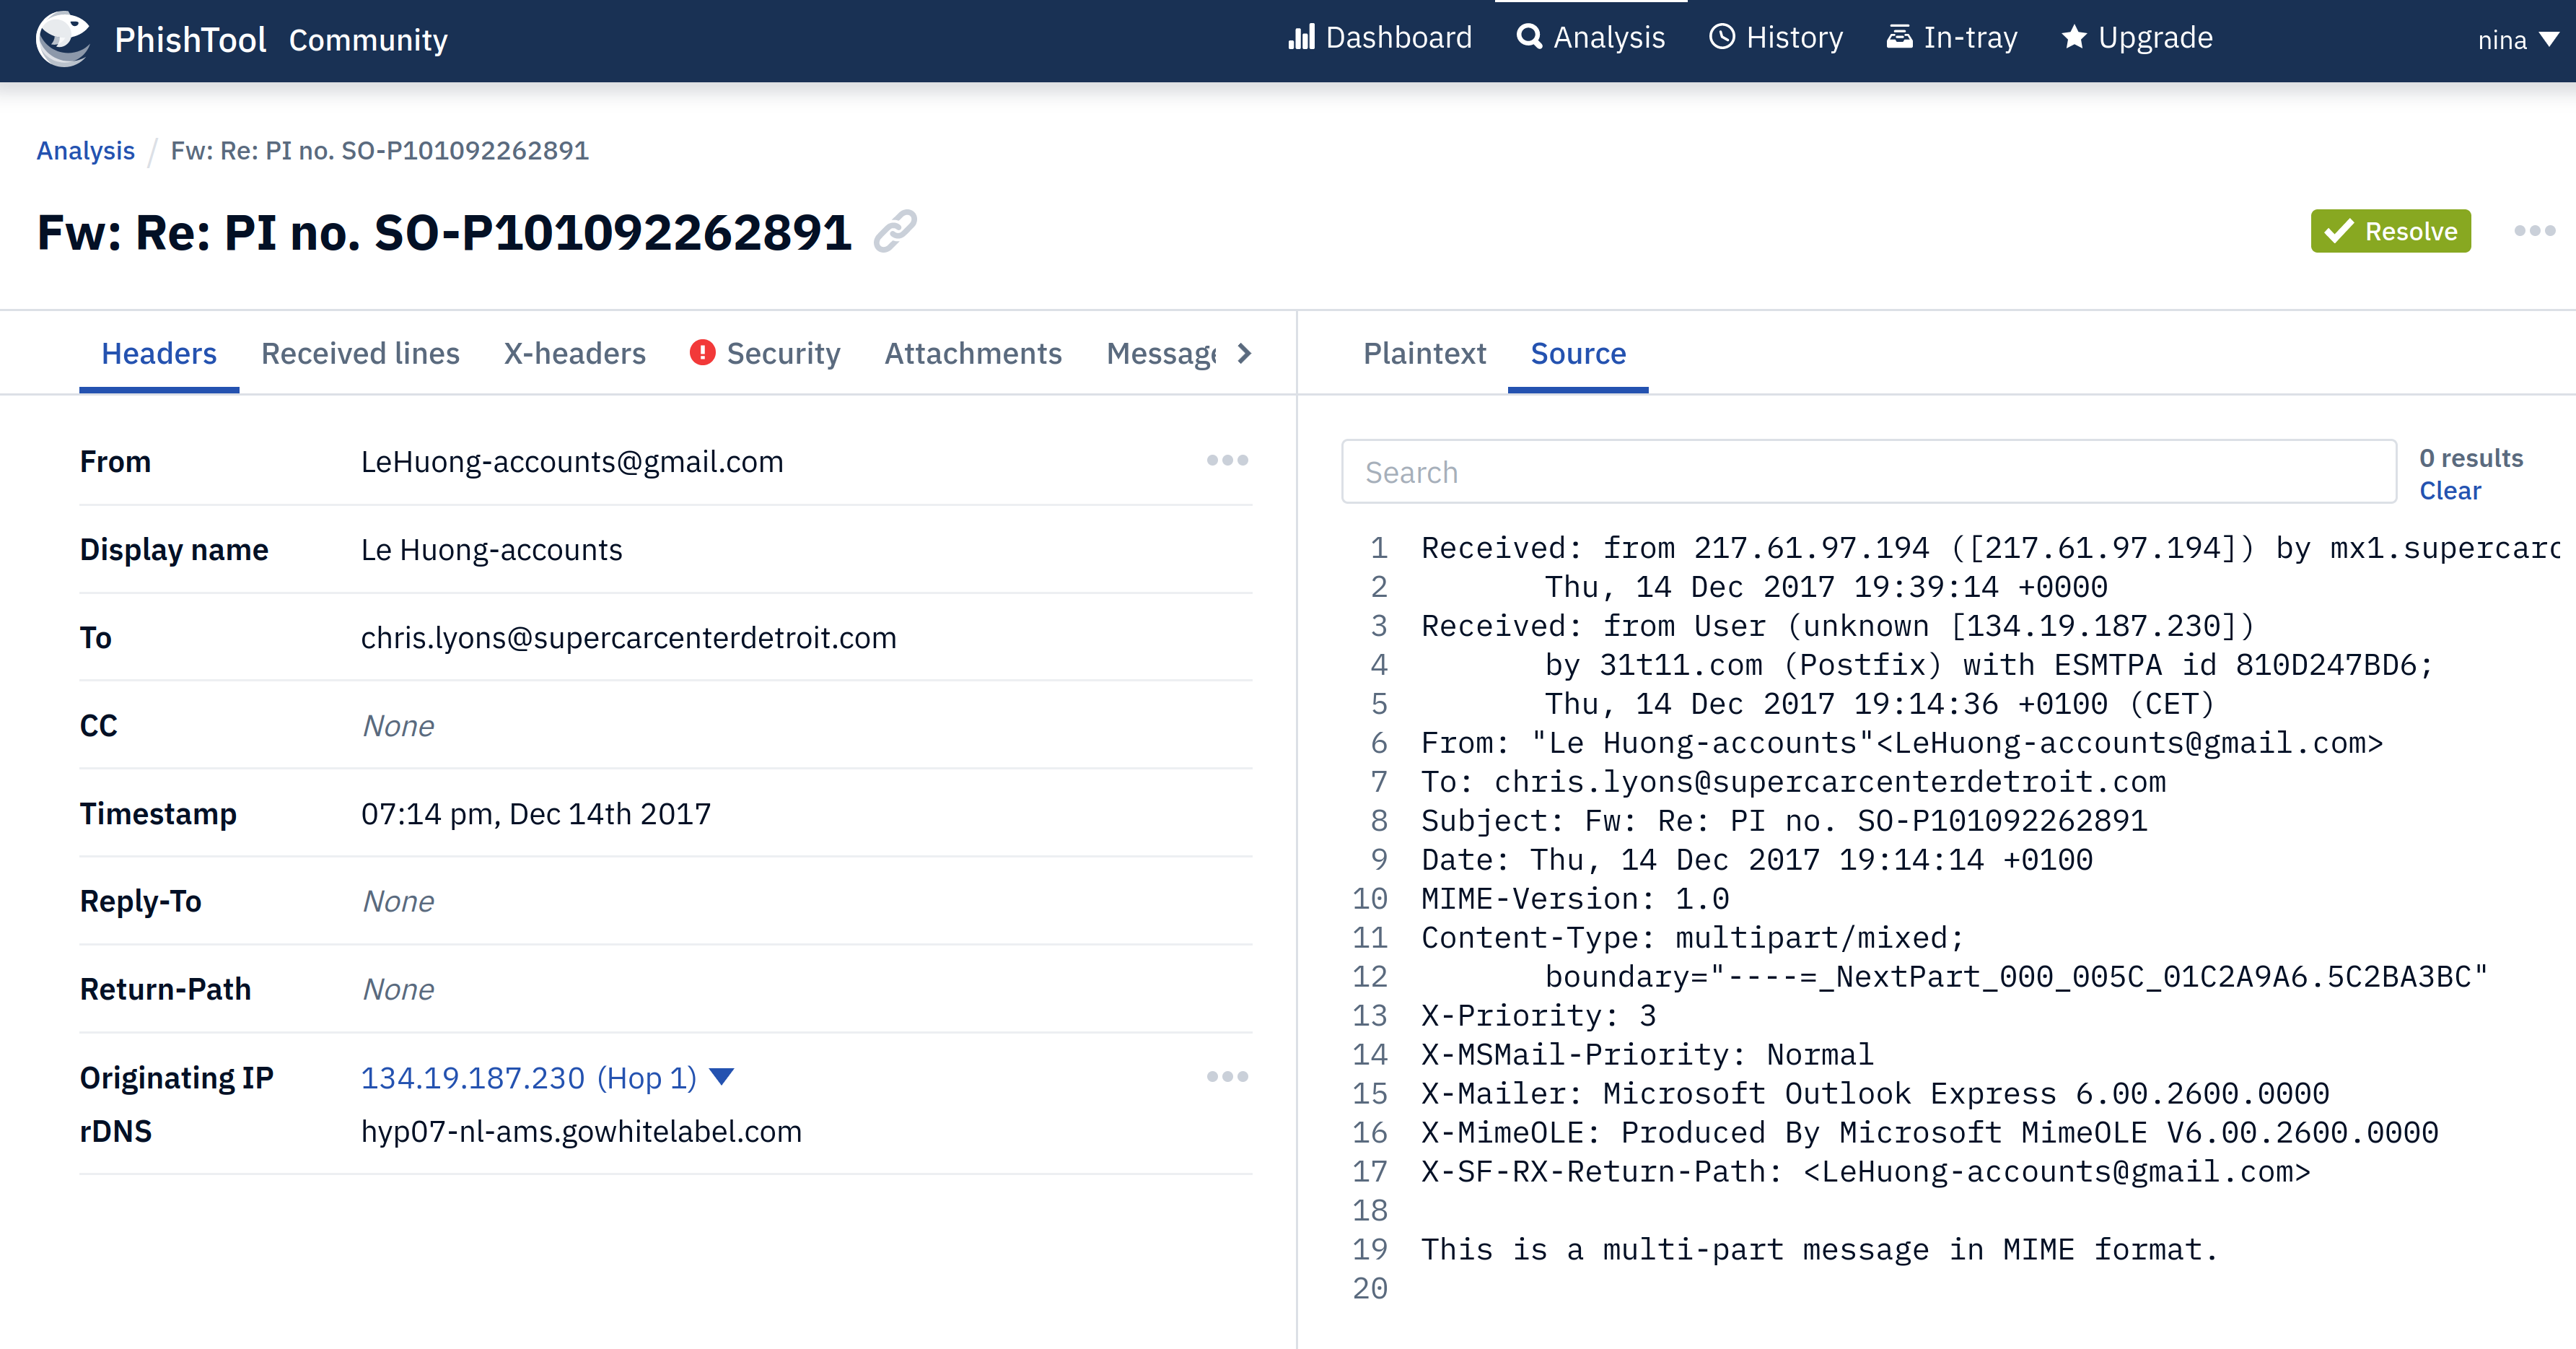 PhishTool Community
Dashboard Analysis History In-tray Upgrade nina
Analysis / Fw: Re: PI no. SO-P101092262891
Fw: Re: PI no. SO-P101092262891
Resolve
Headers Received lines X-headers Security Attachments Message
From LeHuong-accounts@gmail.com
Display name Le Huong-accounts
To chris.lyons@supercarcenterdetroit.com
CC None
Timestamp 07:14 pm, Dec 14th 2017
Reply-To None
Return-Path None
Originating IP 134.19.187.230 (Hop 1)
rDNS hyp07-nl-ams.gowhitelabel.com
Plaintext Source
Search
0 results
Clear
1 Received: from 217.61.97.194 ([217.61.97.194]) by mx1.supercarc
2 Thu, 14 Dec 2017 19:39:14 +0000
3 Received: from User (unknown [134.19.187.230])
4 by 31t11.com (Postfix) with ESMTPA id 810D247BD6;
5 Thu, 14 Dec 2017 19:14:36 +0100 (CET)
6 From: "Le Huong-accounts"<LeHuong-accounts@gmail.com>
7 To: chris.lyons@supercarcenterdetroit.com
8 Subject: Fw: Re: PI no. SO-P101092262891
9 Date: Thu, 14 Dec 2017 19:14:14 +0100
10 MIME-Version: 1.0
11 Content-Type: multipart/mixed;
12 boundary="----=_NextPart_000_005C_01C2A9A6.5C2BA3BC"
13 X-Priority: 3
14 X-MSMail-Priority: Normal
15 X-Mailer: Microsoft Outlook Express 6.00.2600.0000
16 X-MimeOLE: Produced By Microsoft MimeOLE V6.00.2600.0000
17 X-SF-RX-Return-Path: <LeHuong-accounts@gmail.com>
18
19 This is a multi-part message in MIME format.
20